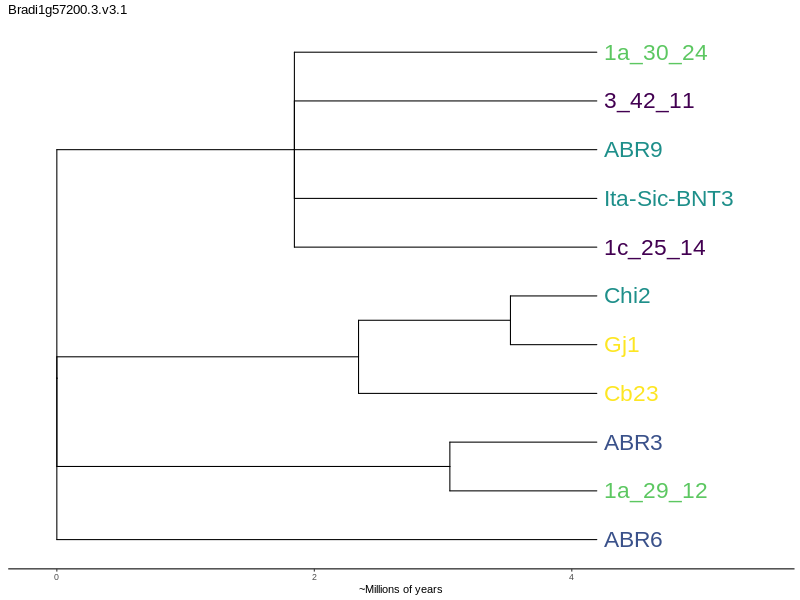 Bradi1g57200.3.v3.1
1a_30_24
3_42_11
ABR9
Ita-Sic-BNT3
1c_25_14
Chi2
Gj1
Cb23
ABR3
1a_29_12
ABR6
0 2 4
~Millions of years